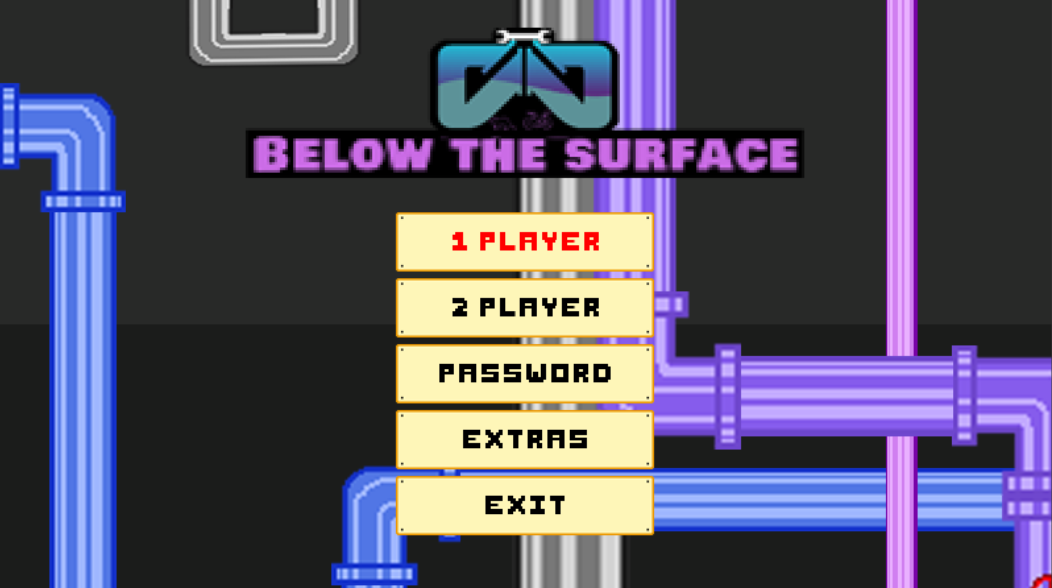 BELOW THE SURFACE
1 PLAYER
2 PLAYER
PASSWORD
EXTRAS
EXIT